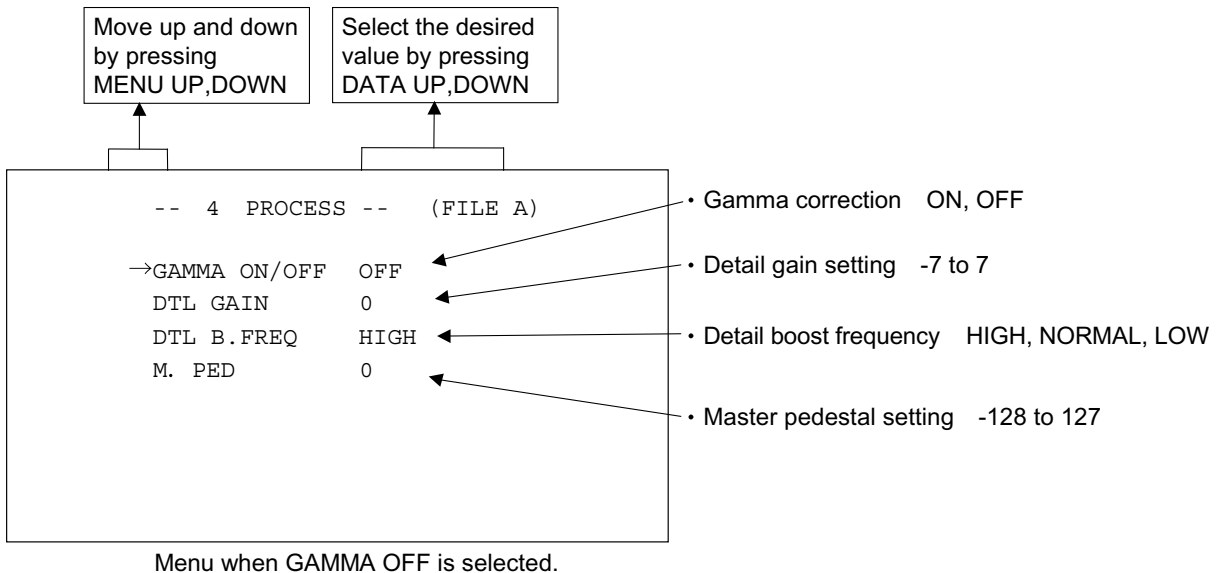 Move up and down
by pressing
MENU UP,DOWN
Select the desired
value by pressing
DATA UP,DOWN
-- 4 PROCESS -- (FILE A)
→GAMMA ON/OFF OFF
DTL GAIN 0
DTL B.FREQ HIGH
M. PED 0
・Gamma correction ON, OFF
・Detail gain setting -7 to 7
・Detail boost frequency HIGH, NORMAL, LOW
・Master pedestal setting -128 to 127
Menu when GAMMA OFF is selected.